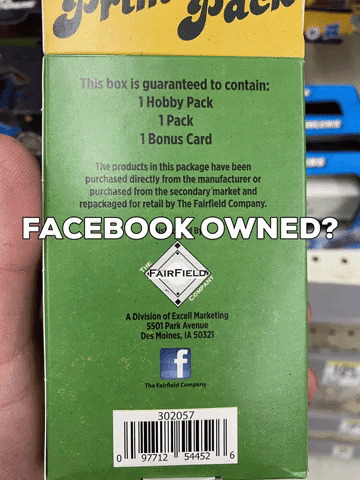 Prime Pack
This box is guaranteed to contain:
1 Hobby Pack
1 Pack
1 Bonus Card
The products in this package have been
purchased directly from the manufacturer or
purchased from the secondary market and
repackaged for retail by The Fairfield Company.
FACEBOOK OWNED?
THE
FAIRFIELD
COMPANY
A Division of Excell Marketing
5501 Park Avenue
Des Moines, IA 50321
f
The Fairfield Company
302057
0 97712 54452 6